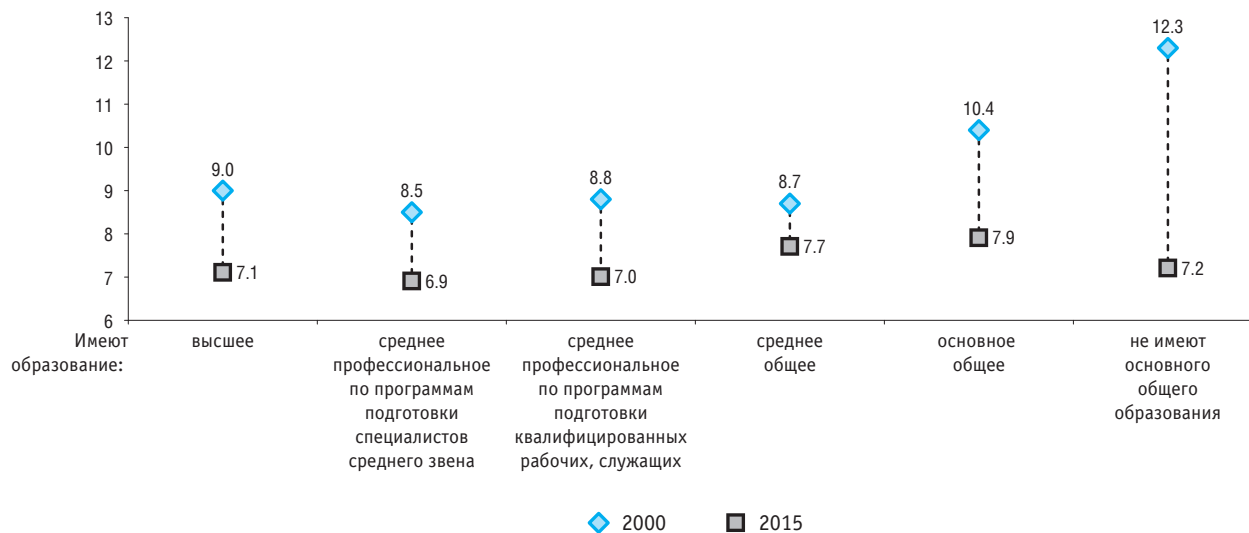 13
12
11
10
9
8
7
6
9.0
7.1
8.5
6.9
8.8
7.0
8.7
7.7
10.4
7.9
12.3
7.2
Имеют
образование:
высшее
среднее
профессиональное
по программам
подготовки
специалистов
среднего звена
среднее
профессиональное
по программам
подготовки
квалифицированных
рабочих, служащих
среднее
общее
основное
общее
не имеют
основного
общего
образования
2000
2015